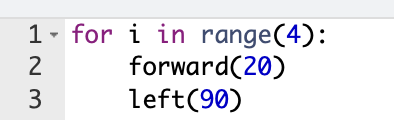 1 for i in range(4):
2     forward(20)
3     left(90)